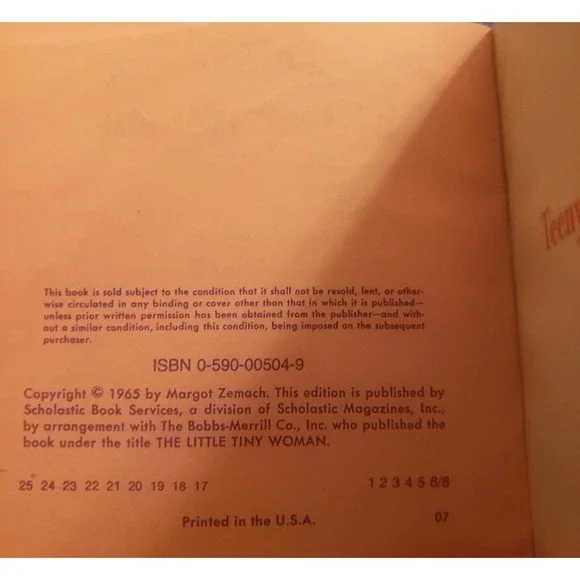 This book is sold subject to the condition that it shall not be resold, lent, or other-
wise circulated in any binding or cover other than that in which it is published—
unless prior written permission has been obtained from the publisher—and with-
out a similar condition, including this condition, being imposed on the subsequent
purchaser.
ISBN 0-590-00504-9
Copyright © 1965 by Margot Zemach. This edition is published by
Scholastic Book Services, a division of Scholastic Magazines, Inc.,
by arrangement with The Bobbs-Merrill Co., Inc. who published the
book under the title THE LITTLE TINY WOMAN.
25 24 23 22 21 20 19 18 17 1 2 3 4 5 6/8
Printed in the U.S.A. 07
Teeny